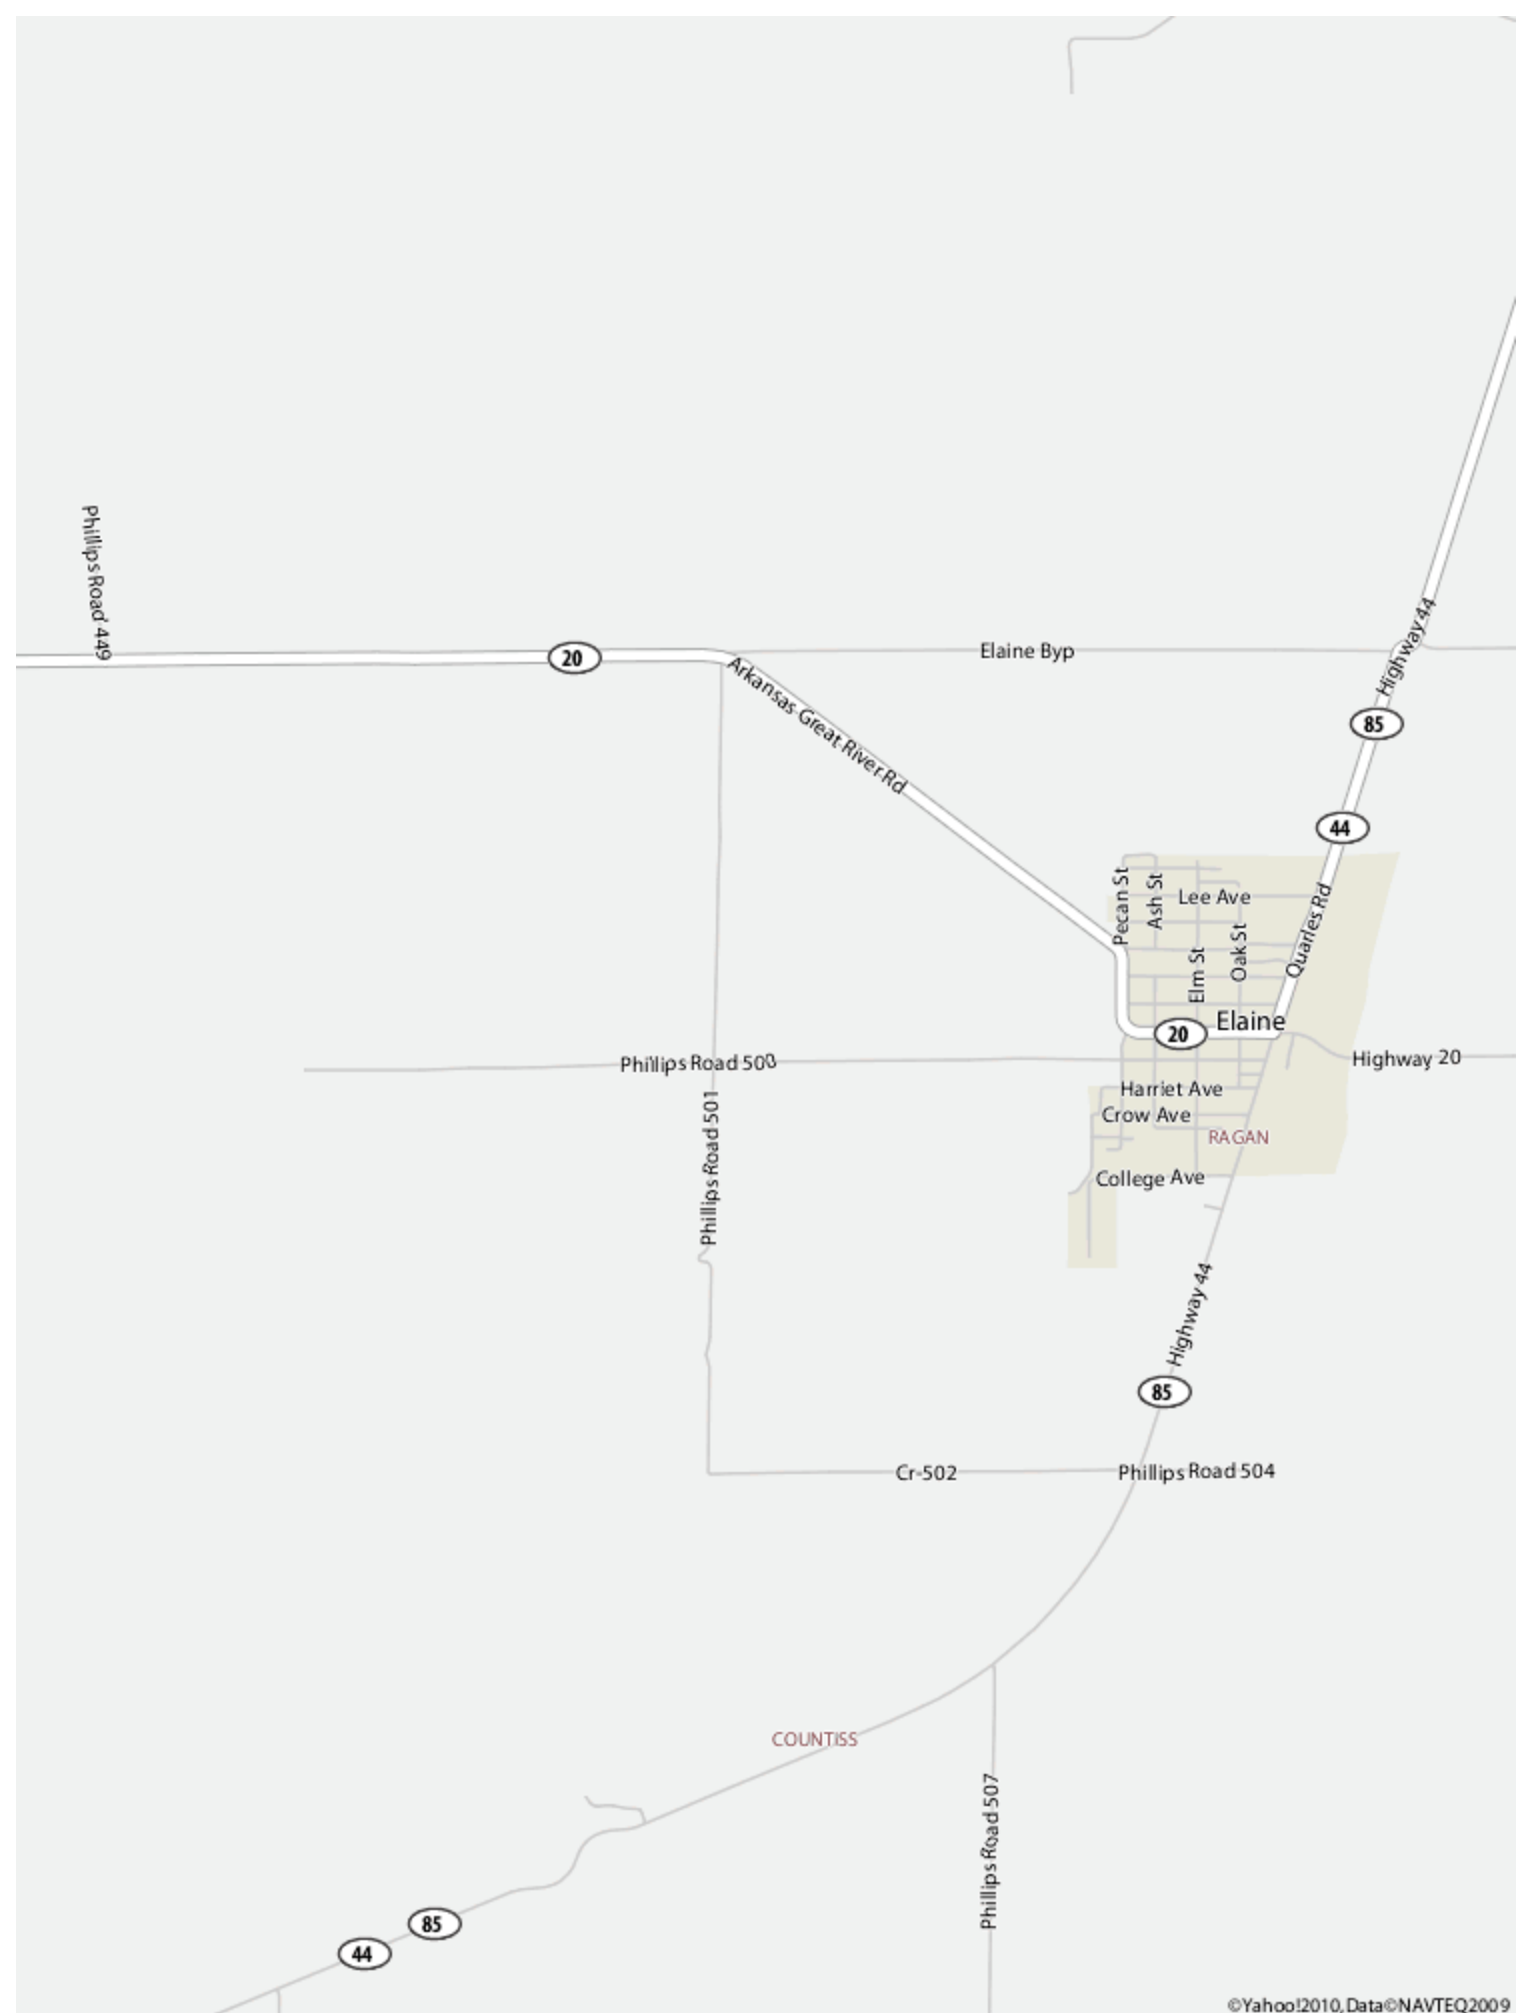 Phillips Road 449
20
Elaine Byp
Highway 44
Arkansas Great River Rd
85
44
Pecan St
Ash St
Lee Ave
Quarles Rd
Oak St
Elm St
Elaine
20
Phillips Road 500
Highway 20
Harriet Ave
Crow Ave
Phillips Road 501
RAGAN
College Ave
Highway 44
85
Cr-502
Phillips Road 504
COUNTISS
Phillips Road 507
85
44
©Yahoo!2010, Data©NAVTEQ2009